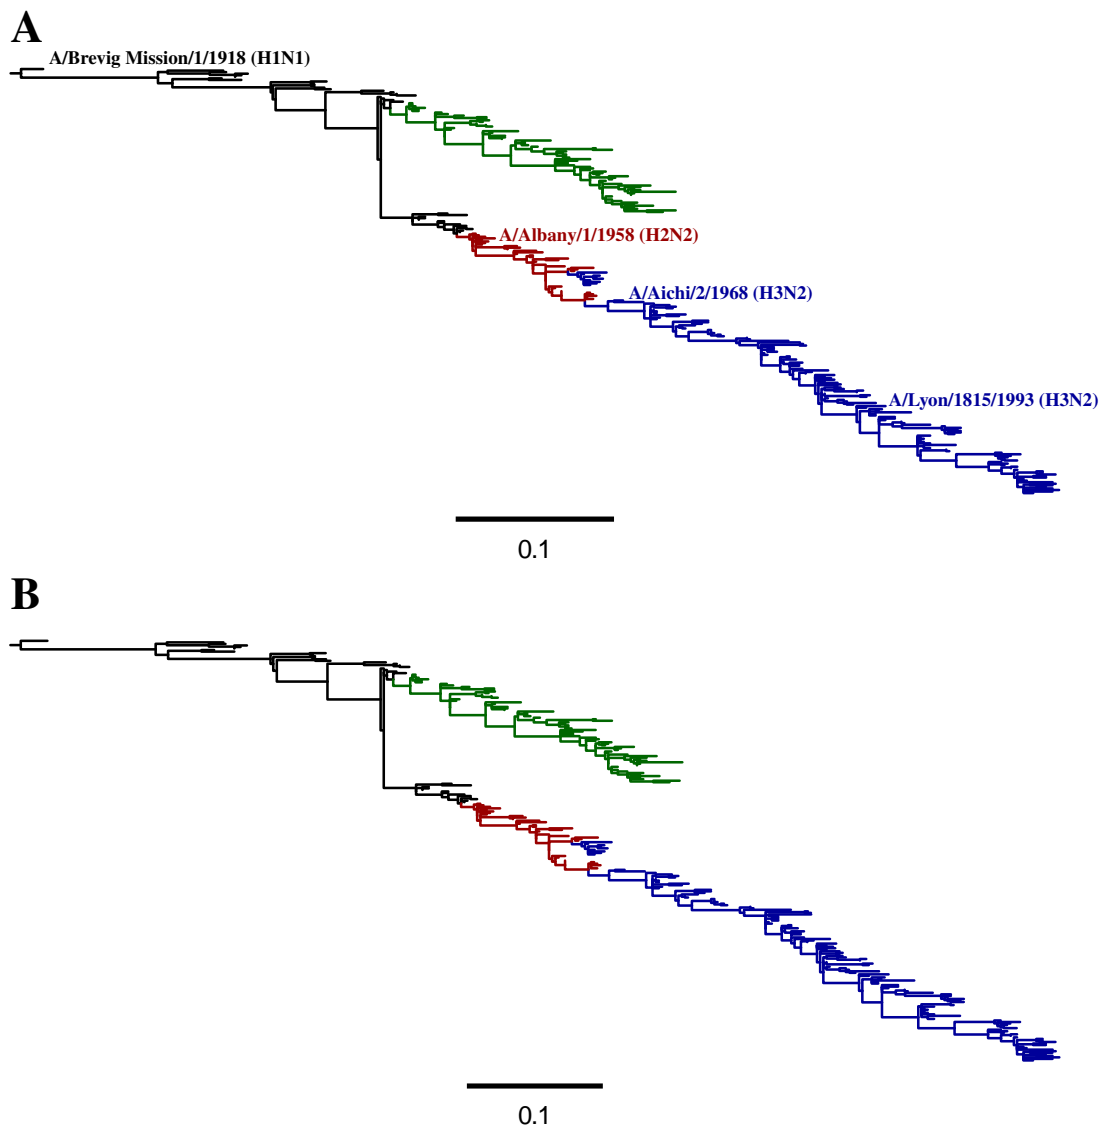 A
A/Brevig Mission/1/1918 (H1N1)
A/Albany/1/1958 (H2N2)
A/Aichi/2/1968 (H3N2)
A/Lyon/1815/1993 (H3N2)
0.1
B
0.1